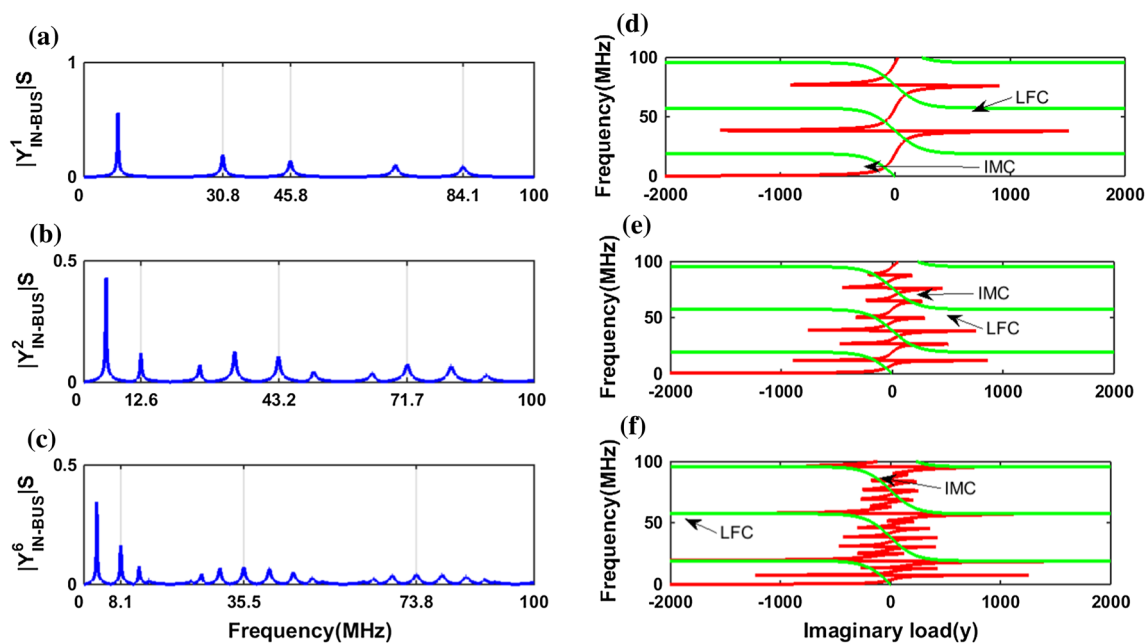 (a)
|Y¹IN-BUS|S
1
0
0 30.8 45.8 84.1 100
(b)
|Y²IN-BUS|S
0.5
0
0 12.6 43.2 71.7 100
(c)
|Y⁶IN-BUS|S
0.5
0
0 8.1 35.5 73.8 100
Frequency(MHz)
(d)
Frequency(MHz)
100
50
0
LFC
IMC
-2000 -1000 0 1000 2000
(e)
Frequency(MHz)
100
50
0
IMC
LFC
-2000 -1000 0 1000 2000
(f)
Frequency(MHz)
100
50
0
IMC
LFC
-2000 -1000 0 1000 2000
Imaginary load(y)